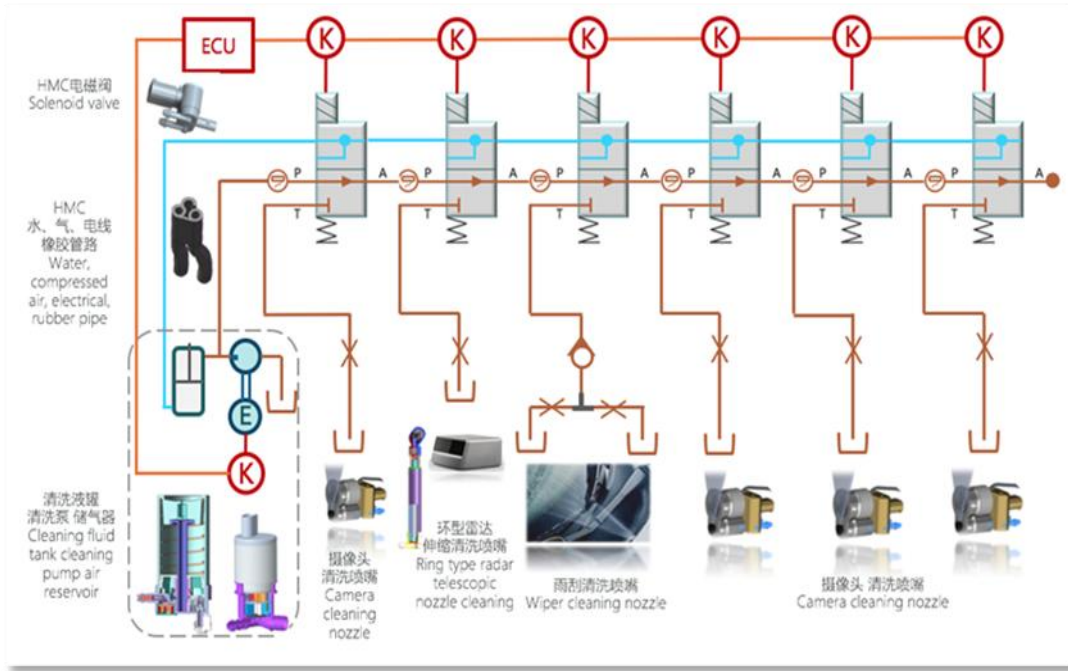 ECU
K
K
K
K
K
K
HMC电磁阀
Solenoid valve
P
A
P
A
P
A
P
A
P
A
P
A
T
T
T
T
T
T
HMC
水、气、电线
橡胶管路
Water,
compressed
air, electrical,
rubber pipe
E
K
清洗液罐
清洗泵 储气器
Cleaning fluid
tank cleaning
pump air
reservoir
摄像头
清洗喷嘴
Camera
cleaning
nozzle
环型雷达
伸缩清洗喷嘴
Ring type radar
telescopic
nozzle cleaning
雨刮清洗喷嘴
Wiper cleaning nozzle
摄像头 清洗喷嘴
Camera cleaning nozzle